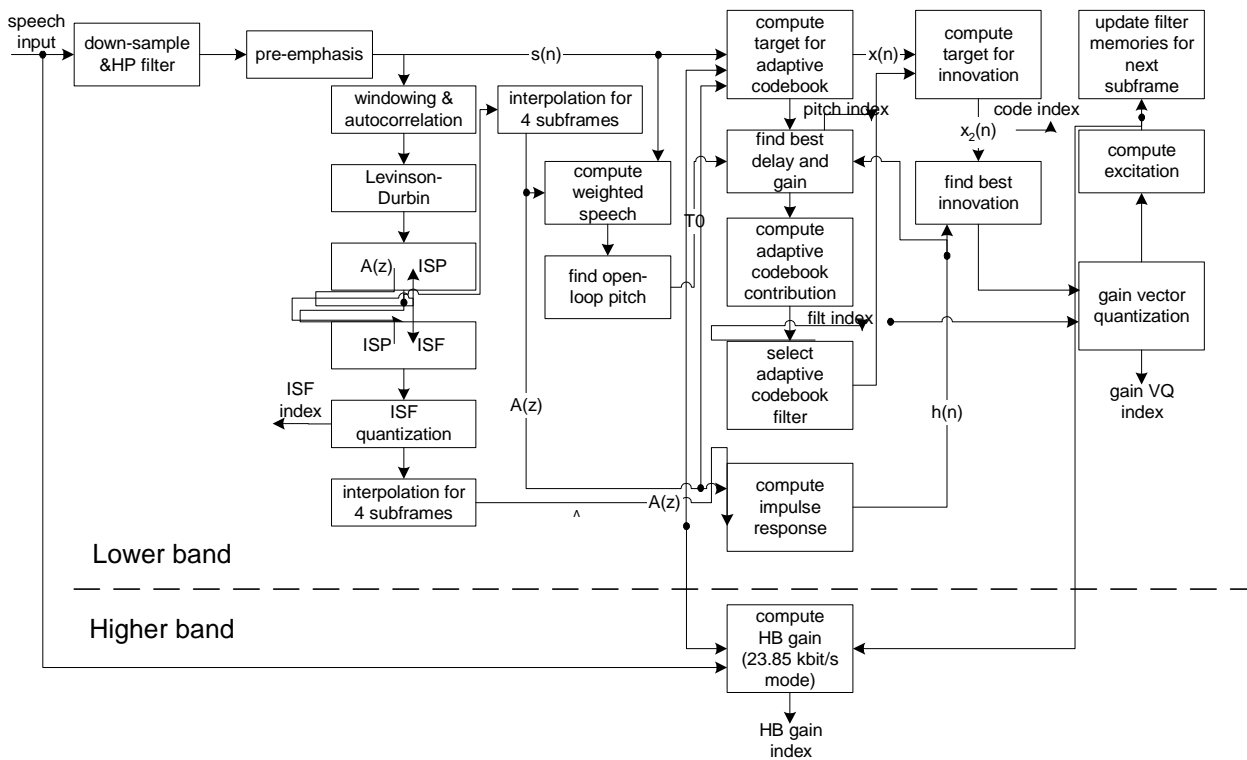 speech
input
down-sample
&HP filter
pre-emphasis
s(n)
compute
target for
adaptive
codebook
x(n)
compute
target for
innovation
update filter
memories for
next
subframe
windowing &
autocorrelation
interpolation for
4 subframes
pitch index
code index
x2(n)
find best
delay and
gain
compute
excitation
Levinson-
Durbin
compute
weighted
speech
find best
innovation
T0
compute
adaptive
codebook
contribution
A(z) ISP
find open-
loop pitch
gain vector
quantization
filt index
ISP ISF
select
adaptive
codebook
filter
ISF
index
ISF
quantization
A(z)
h(n)
gain VQ
index
interpolation for
4 subframes
A(z)
^
compute
impulse
response
Lower band
Higher band
compute
HB gain
(23.85 kbit/s
mode)
HB gain
index